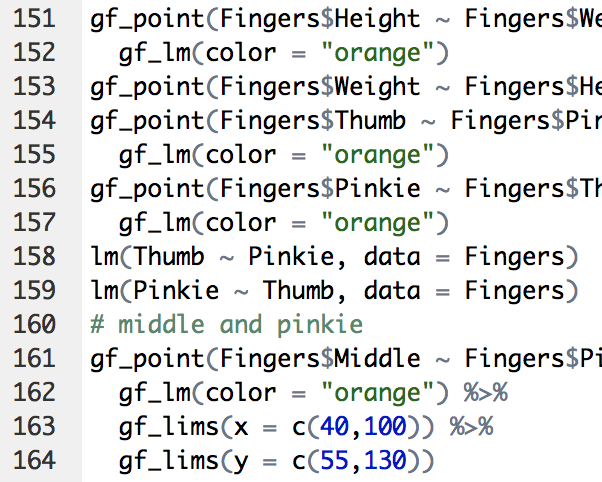 151 gf_point(Fingers$Height ~ Fingers$We
152 gf_lm(color = "orange")
153 gf_point(Fingers$Weight ~ Fingers$He
154 gf_point(Fingers$Thumb ~ Fingers$Pin
155 gf_lm(color = "orange")
156 gf_point(Fingers$Pinkie ~ Fingers$Th
157 gf_lm(color = "orange")
158 lm(Thumb ~ Pinkie, data = Fingers)
159 lm(Pinkie ~ Thumb, data = Fingers)
160 # middle and pinkie
161 gf_point(Fingers$Middle ~ Fingers$Pi
162 gf_lm(color = "orange") %>%
163 gf_lims(x = c(40,100)) %>%
164 gf_lims(y = c(55,130))